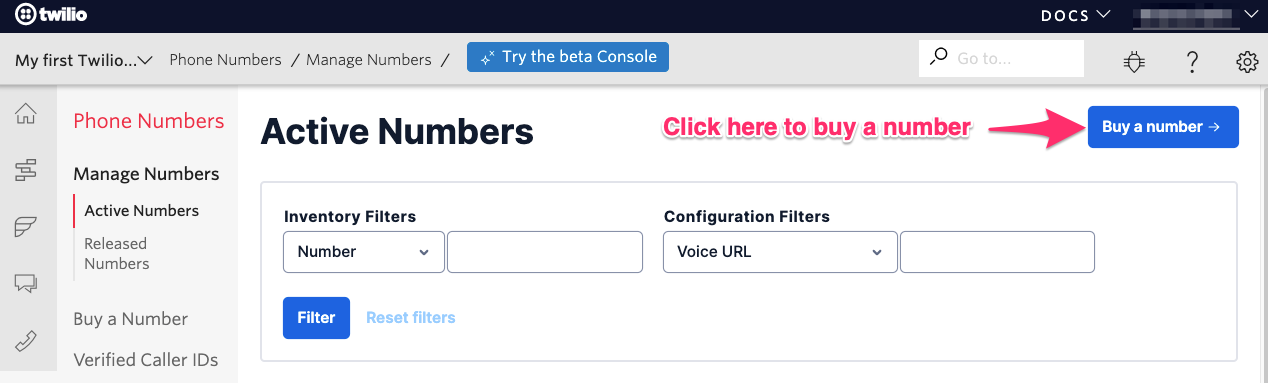 twilio
DOCS
My first Twilio...
Phone Numbers / Manage Numbers /
Try the beta Console
Go to...
Phone Numbers
Active Numbers
Click here to buy a number
Buy a number →
Manage Numbers
Active Numbers
Released
Numbers
Buy a Number
Verified Caller IDs
Inventory Filters
Configuration Filters
Number
Voice URL
Filter
Reset filters